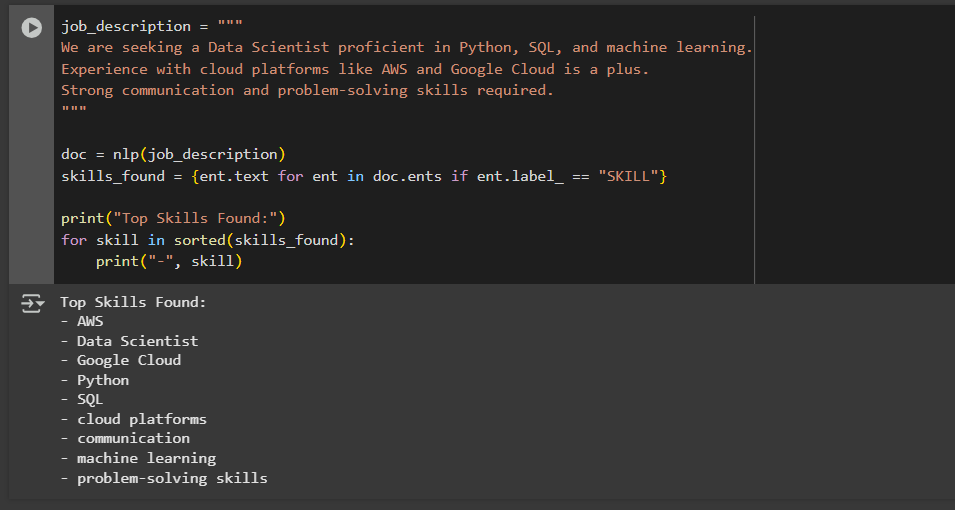 job_description = """
We are seeking a Data Scientist proficient in Python, SQL, and machine learning.
Experience with cloud platforms like AWS and Google Cloud is a plus.
Strong communication and problem-solving skills required.
"""
doc = nlp(job_description)
skills_found = {ent.text for ent in doc.ents if ent.label_ == "SKILL"}
print("Top Skills Found:")
for skill in sorted(skills_found):
    print("-", skill)
Top Skills Found:
- AWS
- Data Scientist
- Google Cloud
- Python
- SQL
- cloud platforms
- communication
- machine learning
- problem-solving skills